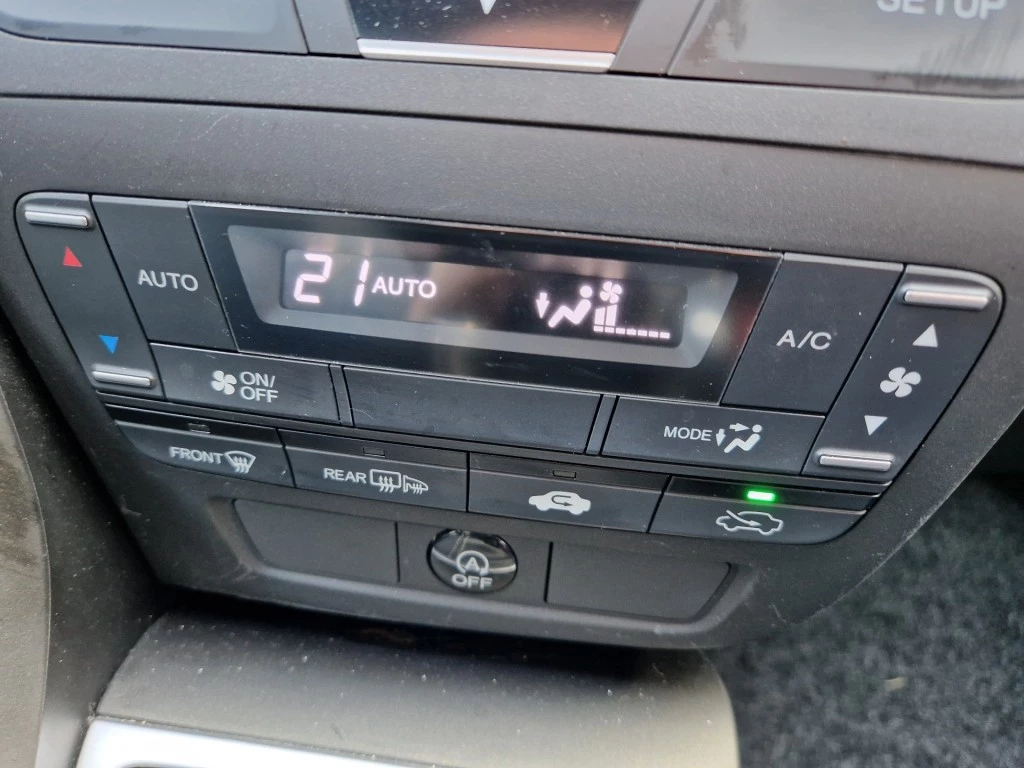 SETUP
21 AUTO
AUTO
A/C
ON/
OFF
MODE
FRONT
REAR
A
OFF